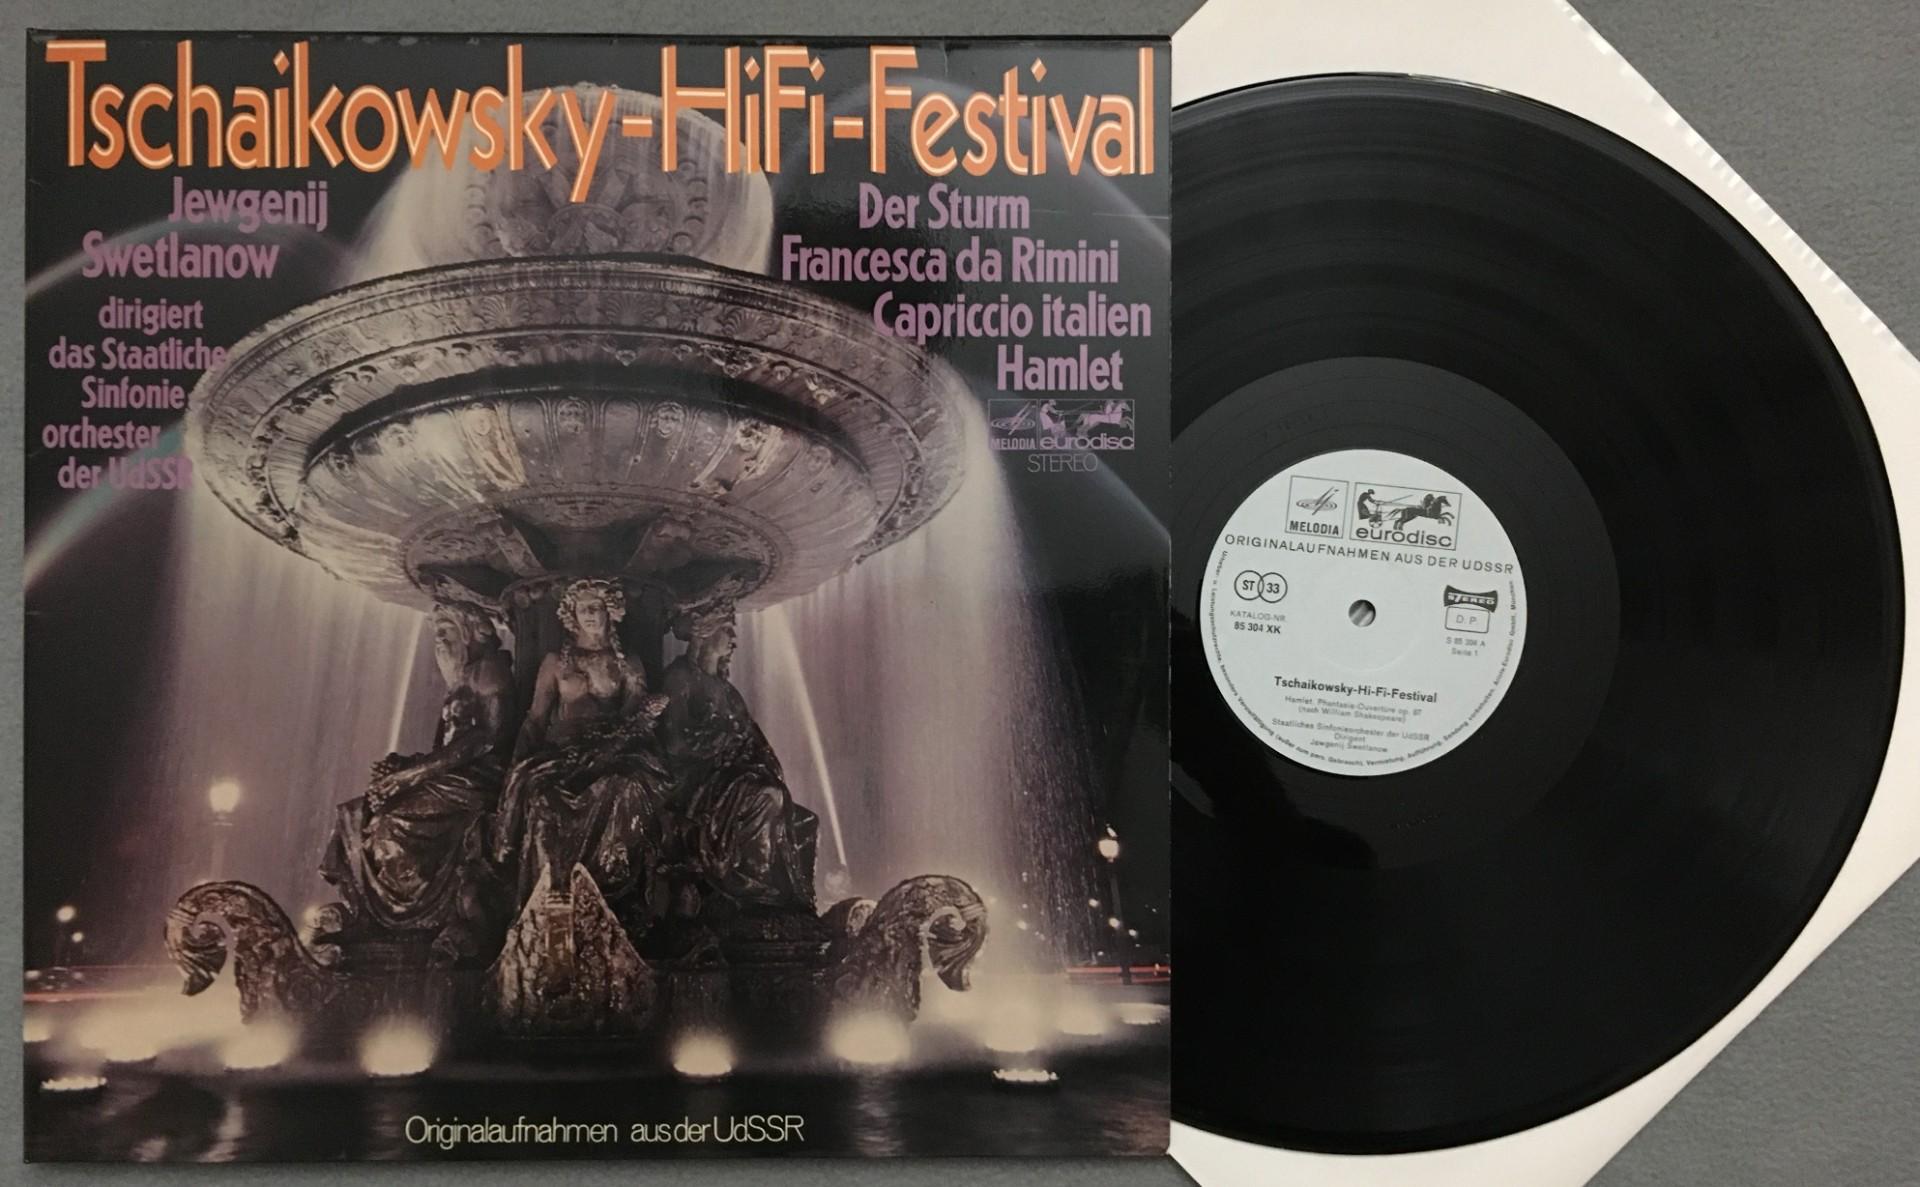 Tschaikowsky-HiFi-Festival
Jewgenij
Swetlanow
dirigiert
das Staatliche
Sinfonie
orchester
der UdSSR
Der Sturm
Francesca da Rimini
Capriccio italien
Hamlet
MELODIA eurodisc
STEREO
Originalaufnahmen aus der UdSSR
MELODIA eurodisc
ORIGINALAUFNAHMEN AUS DER UDSSR
ST 33
STEREO
KATALOG-NR.
D. P.
85 304 XK
S 85 304 A
Seite 1
Tschaikowsky-Hi-Fi-Festival
Hamlet, Phantasie-Ouvertüre op. 67
(nach William Shakespeare)
Staatliches Sinfonieorchester der UdSSR
Dirigent
Jewgenij Swetlanow